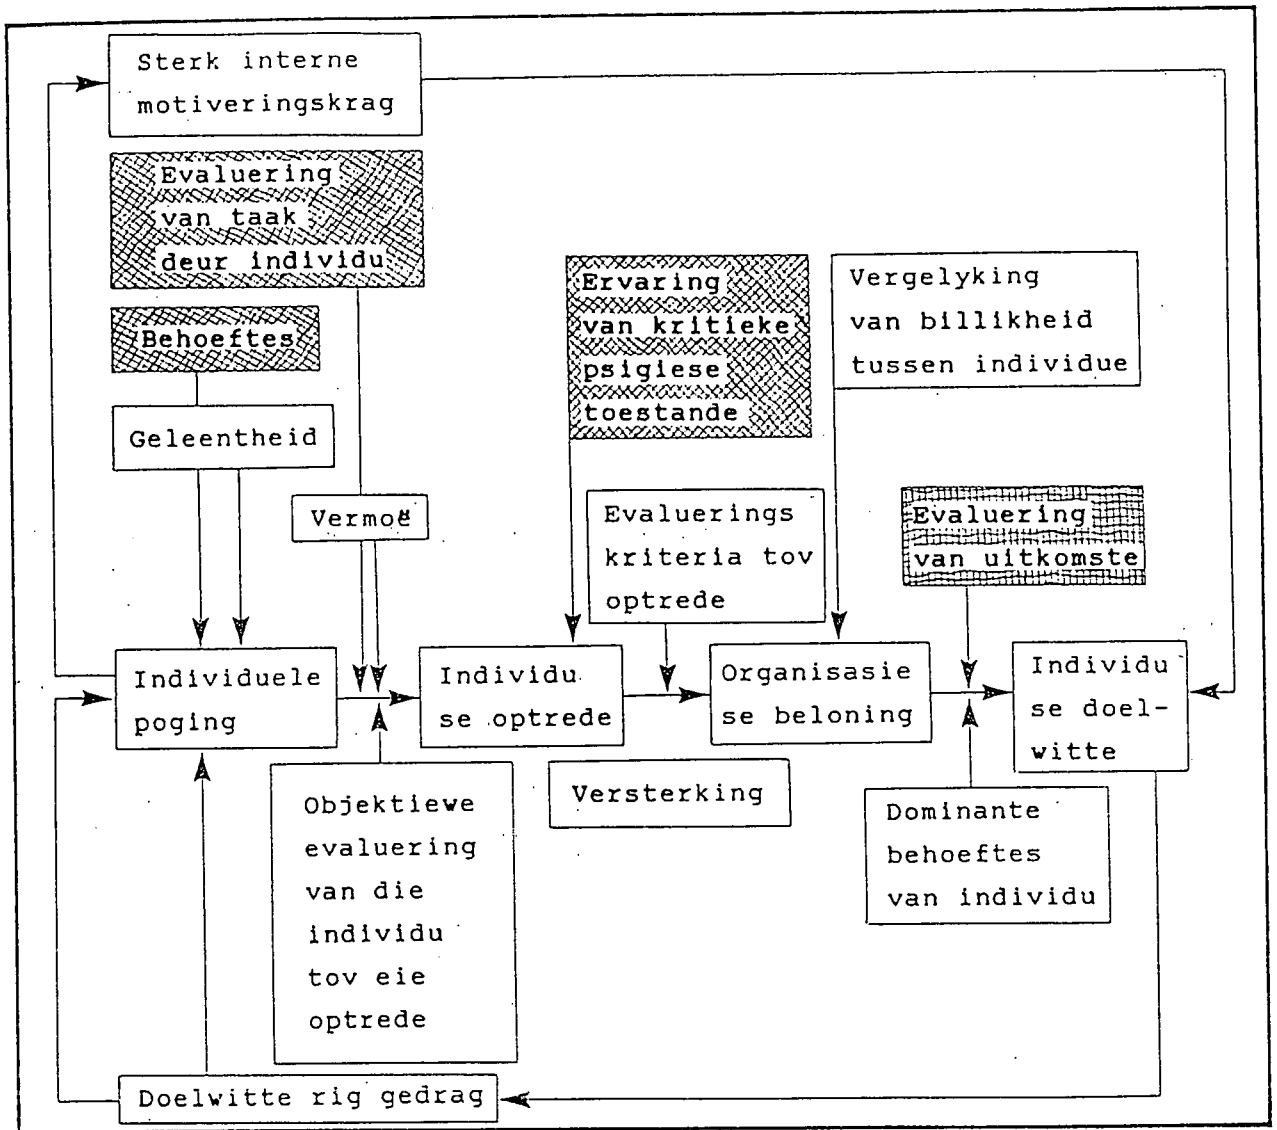 Sterk interne
motiveringskrag
Evaluering
van taak
deur individu
Behoeftes
Geleentheid
Vermoë
Ervaring
van kritieke
psigiese
toestande
Vergelyking
van billikheid
tussen individue
Evaluerings
kriteria tov
optrede
Evaluering
van uitkomste
Individuele
poging
Individu
se optrede
Organisasie
se beloning
Individu
se doel-
witte
Objektiewe
evaluering
van die
individu
tov eie
optrede
Versterking
Dominante
behoeftes
van individu
Doelwitte rig gedrag